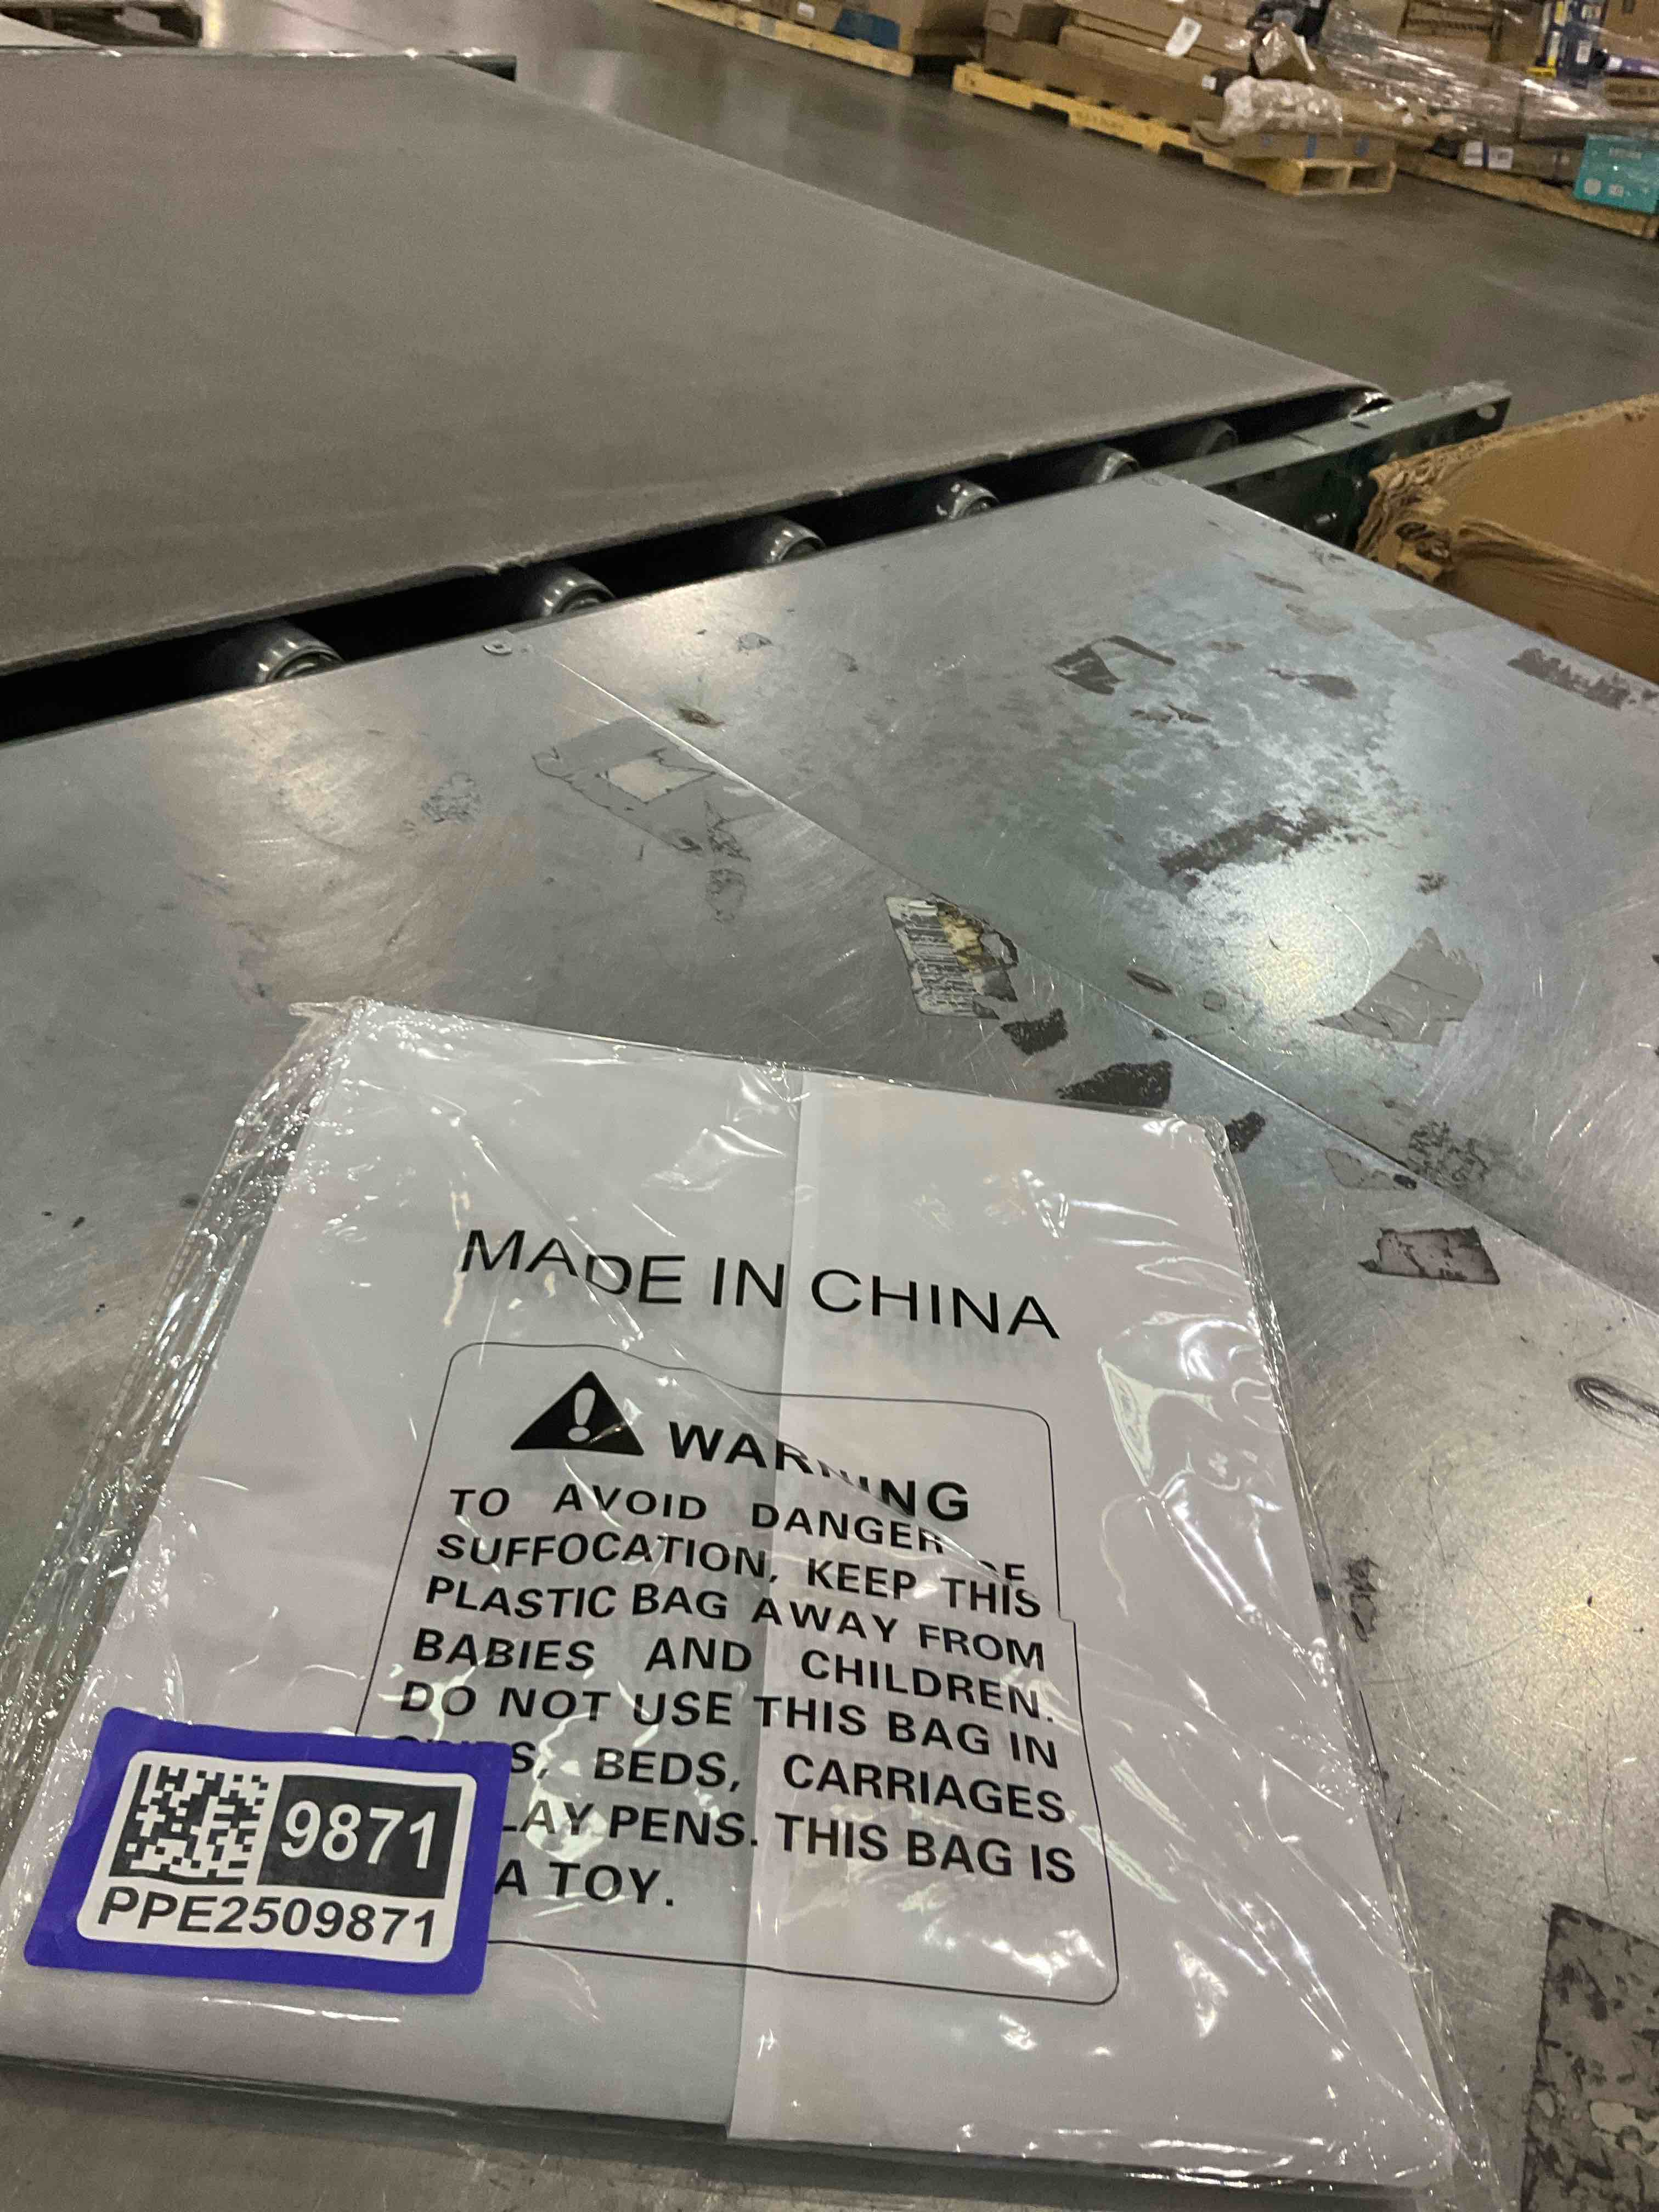 MADE IN CHINA
WARNING
TO AVOID DANGER
SUFFOCATION, KEEP THIS
PLASTIC BAG AWAY FROM
BABIES AND CHILDREN.
DO NOT USE THIS BAG IN
BEDS, CARRIAGES
PENS. THIS BAG IS
A TOY.
9871
PPE2509871